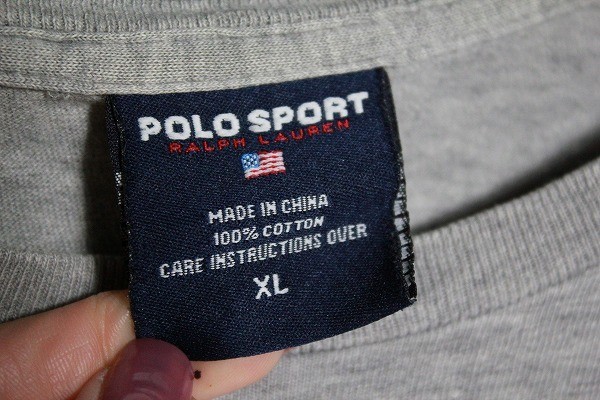 POLO SPORT
RALPH LAUREN
MADE IN CHINA
100% COTTON
CARE INSTRUCTIONS OVER
XL